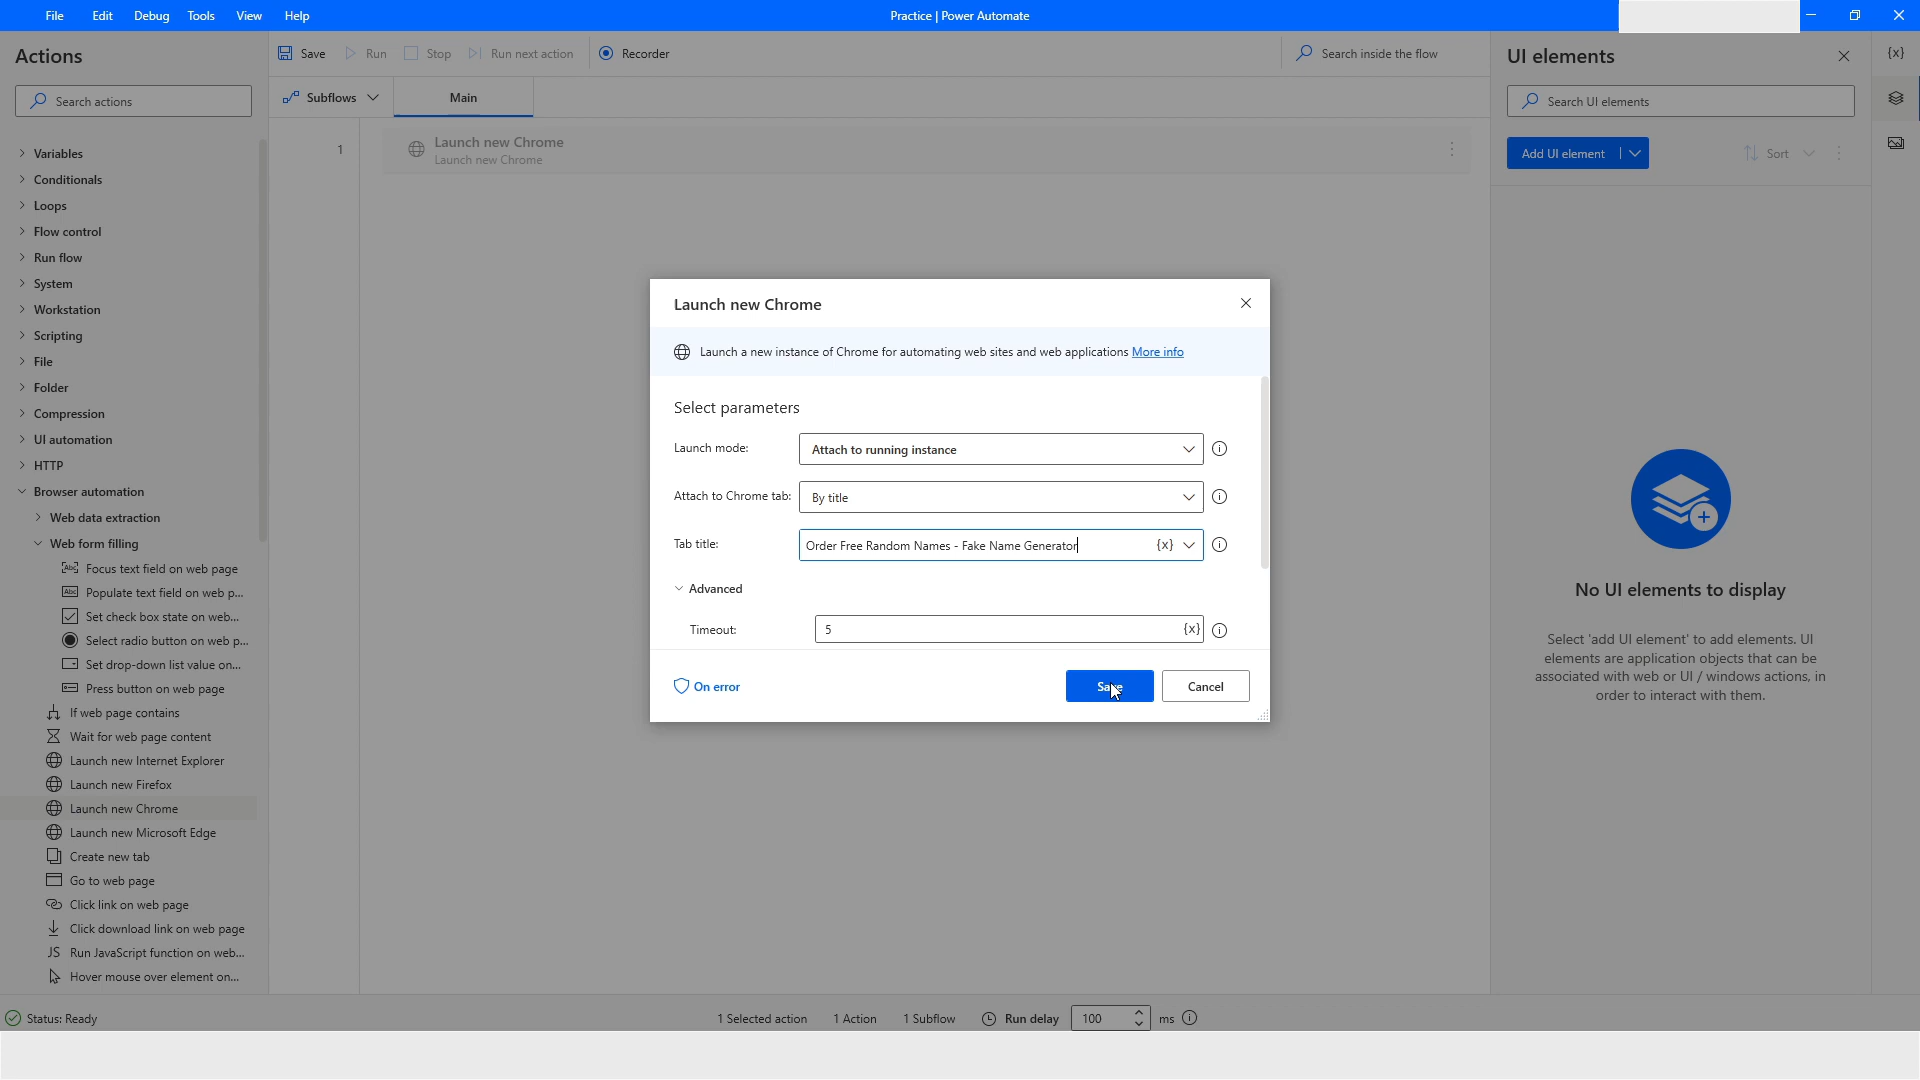 File Edit Debug Tools View Help
Practice | Power Automate
Actions
Save Run Stop Run next action Recorder
Search inside the flow
UI elements
{x}
Search actions
Subflows
Main
Search UI elements
Variables
Conditionals
Loops
Flow control
Run flow
System
Workstation
Scripting
File
Folder
Compression
UI automation
HTTP
Browser automation
Web data extraction
Web form filling
Focus text field on web page
Populate text field on web p...
Set check box state on web...
Select radio button on web p...
Set drop-down list value on...
Press button on web page
If web page contains
Wait for web page content
Launch new Internet Explorer
Launch new Firefox
Launch new Chrome
Launch new Microsoft Edge
Create new tab
Go to web page
Click link on web page
Click download link on web page
JS Run JavaScript function on web...
Hover mouse over element on...
1
Launch new Chrome
Launch new Chrome
Launch new Chrome
Launch a new instance of Chrome for automating web sites and web applications More info
Select parameters
Launch mode: Attach to running instance
Attach to Chrome tab: By title
Tab title: Order Free Random Names - Fake Name Generator {x}
Advanced
Timeout: 5 {x}
On error
Save
Cancel
Add UI element
Sort
No UI elements to display
Select 'add UI element' to add elements. UI
elements are application objects that can be
associated with web or UI / windows actions, in
order to interact with them.
Status: Ready
1 Selected action 1 Action 1 Subflow Run delay 100 ms